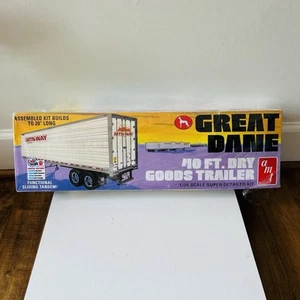 ASSEMBLED KIT BUILDS
TO 20" LONG
GREAT
DANE
40 FT. DRY
GOODS TRAILER
1/25 SCALE SUPER DETAILED KIT
amt
FUNCTIONAL
SLIDING TANDEM!